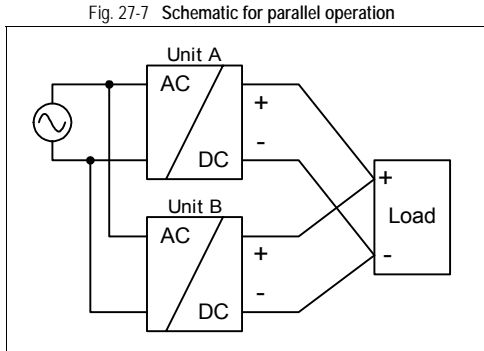 Fig. 27-7 Schematic for parallel operation
Unit A
AC
+
-
DC
+
Load
-
Unit B
AC
+
-
DC